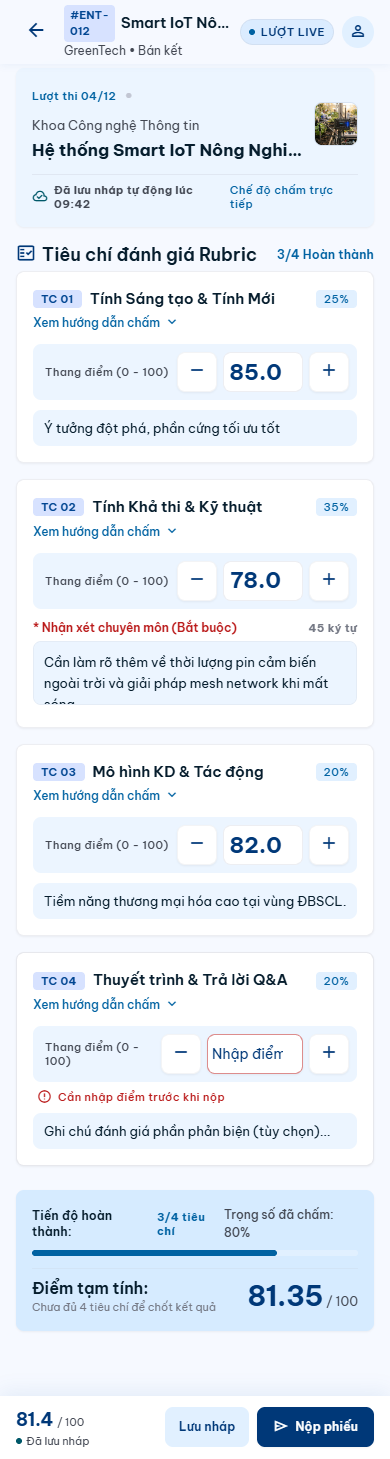 #ENT-
012
Smart IoT Nô...
GreenTech • Bán kết
LƯỢT LIVE
Lượt thi 04/12
Khoa Công nghệ Thông tin
Hệ thống Smart IoT Nông Nghi...
Đã lưu nháp tự động lúc
09:42
Chế độ chấm trực
tiếp
Tiêu chí đánh giá Rubric
3/4 Hoàn thành
TC 01
Tính Sáng tạo & Tính Mới
25%
Xem hướng dẫn chấm
Thang điểm (0 - 100)
85.0
Ý tưởng đột phá, phần cứng tối ưu tốt
TC 02
Tính Khả thi & Kỹ thuật
35%
Xem hướng dẫn chấm
Thang điểm (0 - 100)
78.0
* Nhận xét chuyên môn (Bắt buộc)
45 ký tự
Cần làm rõ thêm về thời lượng pin cảm biến
ngoài trời và giải pháp mesh network khi mất
sóng
TC 03
Mô hình KD & Tác động
20%
Xem hướng dẫn chấm
Thang điểm (0 - 100)
82.0
Tiềm năng thương mại hóa cao tại vùng ĐBSCL.
TC 04
Thuyết trình & Trả lời Q&A
20%
Xem hướng dẫn chấm
Thang điểm (0 -
100)
Nhập điểm
Cần nhập điểm trước khi nộp
Ghi chú đánh giá phần phản biện (tùy chọn)...
Tiến độ hoàn
thành:
3/4 tiêu
chí
Trọng số đã chấm:
80%
Điểm tạm tính:
Chưa đủ 4 tiêu chí để chốt kết quả
81.35 / 100
81.4 / 100
Đã lưu nháp
Lưu nháp
Nộp phiếu